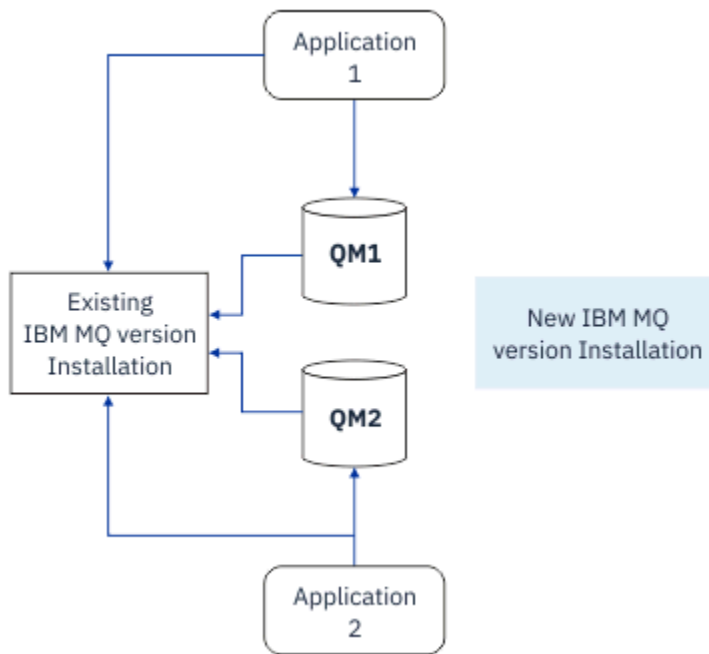 Application
1
QM1
Existing
IBM MQ version
Installation
New IBM MQ
version Installation
QM2
Application
2